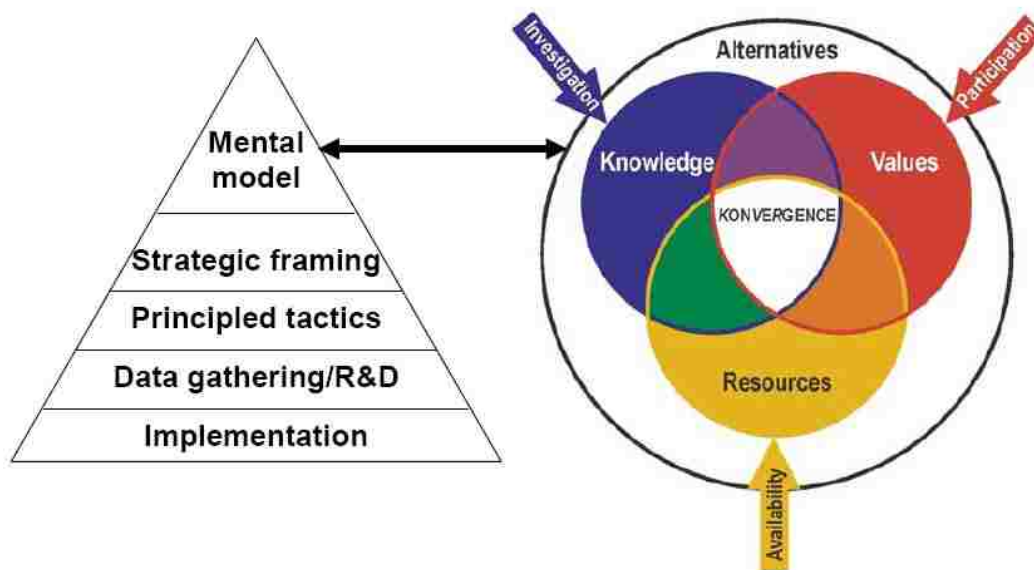 Mental
model
Strategic framing
Principled tactics
Data gathering/R&D
Implementation
Investigation
Alternatives
Participation
Knowledge
Values
KONVERGENCE
Resources
Availability